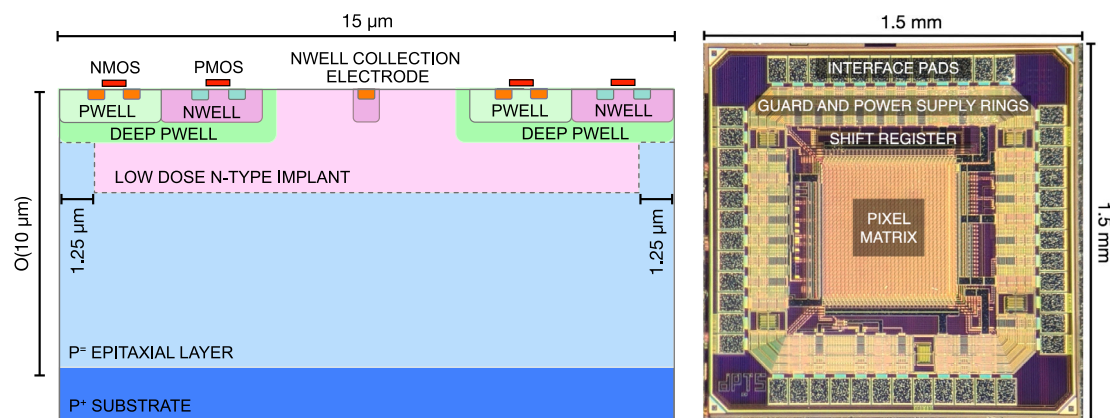 15 µm
NMOS
PMOS
NWELL COLLECTION
ELECTRODE
PWELL
NWELL
PWELL
NWELL
DEEP PWELL
DEEP PWELL
LOW DOSE N-TYPE IMPLANT
1.25 µm
1.25 µm
O(10 µm)
P⁼ EPITAXIAL LAYER
P⁺ SUBSTRATE
1.5 mm
INTERFACE PADS
GUARD AND POWER SUPPLY RINGS
SHIFT REGISTER
PIXEL
MATRIX
1.5 mm
dPTS